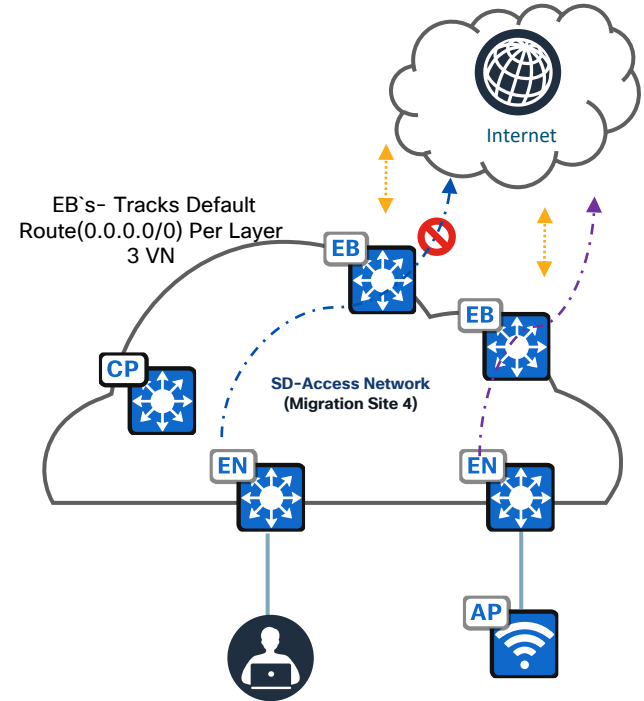 Internet
EB`s- Tracks Default
Route(0.0.0.0/0) Per Layer
3 VN
EB
EB
CP
SD-Access Network
(Migration Site 4)
EN
EN
AP